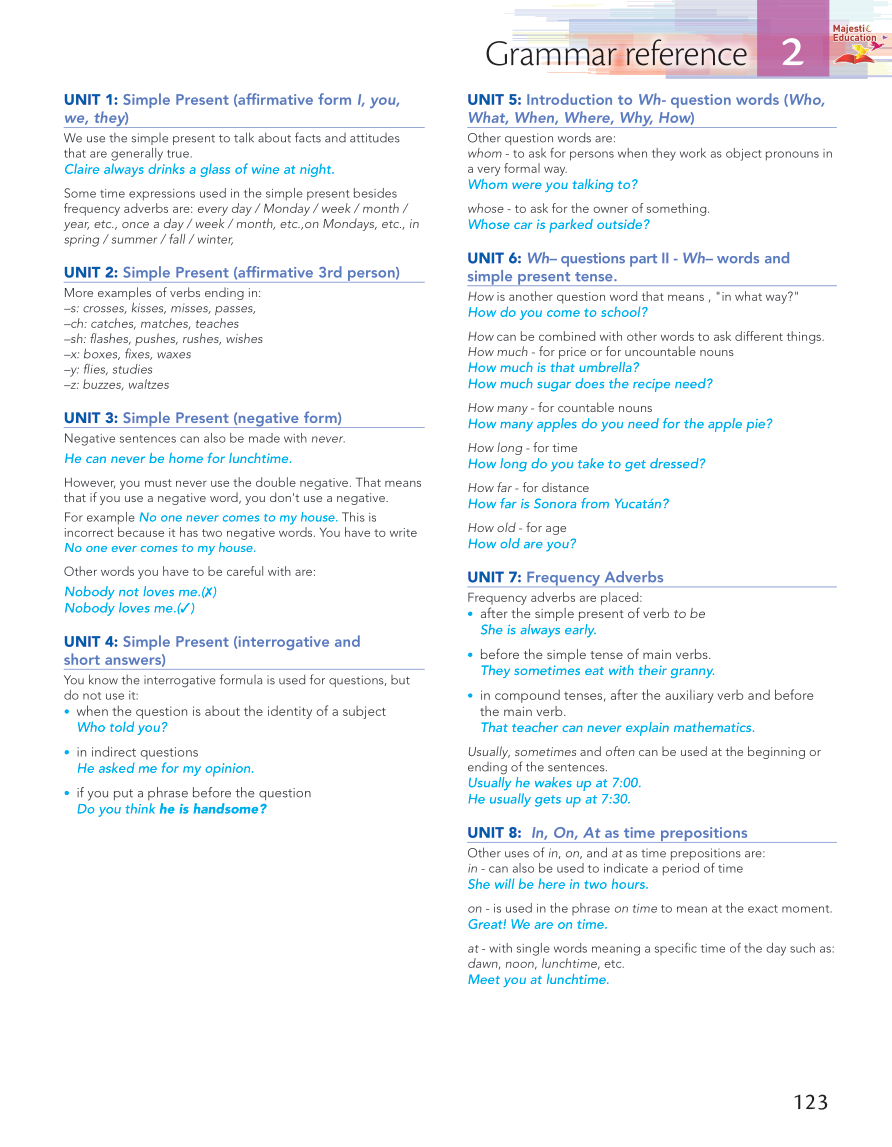 Grammar reference 2
Majesti
Education
UNIT 1: Simple Present (affirmative form I, you,
we, they)
We use the simple present to talk about facts and attitudes
that are generally true.
Claire always drinks a glass of wine at night.
Some time expressions used in the simple present besides
frequency adverbs are: every day / Monday / week / month /
year, etc., once a day / week / month, etc.,on Mondays, etc., in
spring / summer / fall / winter,
UNIT 2: Simple Present (affirmative 3rd person)
More examples of verbs ending in:
–s: crosses, kisses, misses, passes,
–ch: catches, matches, teaches
–sh: flashes, pushes, rushes, wishes
–x: boxes, fixes, waxes
–y: flies, studies
–z: buzzes, waltzes
UNIT 3: Simple Present (negative form)
Negative sentences can also be made with never.
He can never be home for lunchtime.
However, you must never use the double negative. That means
that if you use a negative word, you don't use a negative.
For example No one never comes to my house. This is
incorrect because it has two negative words. You have to write
No one ever comes to my house.
Other words you have to be careful with are:
Nobody not loves me.(✗)
Nobody loves me.(✓)
UNIT 4: Simple Present (interrogative and
short answers)
You know the interrogative formula is used for questions, but
do not use it:
• when the question is about the identity of a subject
Who told you?
• in indirect questions
He asked me for my opinion.
• if you put a phrase before the question
Do you think he is handsome?
UNIT 5: Introduction to Wh- question words (Who,
What, When, Where, Why, How)
Other question words are:
whom - to ask for persons when they work as object pronouns in
a very formal way.
Whom were you talking to?
whose - to ask for the owner of something.
Whose car is parked outside?
UNIT 6: Wh– questions part II - Wh– words and
simple present tense.
How is another question word that means , "in what way?"
How do you come to school?
How can be combined with other words to ask different things.
How much - for price or for uncountable nouns
How much is that umbrella?
How much sugar does the recipe need?
How many - for countable nouns
How many apples do you need for the apple pie?
How long - for time
How long do you take to get dressed?
How far - for distance
How far is Sonora from Yucatán?
How old - for age
How old are you?
UNIT 7: Frequency Adverbs
Frequency adverbs are placed:
• after the simple present of verb to be
She is always early.
• before the simple tense of main verbs.
They sometimes eat with their granny.
• in compound tenses, after the auxiliary verb and before
the main verb.
That teacher can never explain mathematics.
Usually, sometimes and often can be used at the beginning or
ending of the sentences.
Usually he wakes up at 7:00.
He usually gets up at 7:30.
UNIT 8: In, On, At as time prepositions
Other uses of in, on, and at as time prepositions are:
in - can also be used to indicate a period of time
She will be here in two hours.
on - is used in the phrase on time to mean at the exact moment.
Great! We are on time.
at - with single words meaning a specific time of the day such as:
dawn, noon, lunchtime, etc.
Meet you at lunchtime.
123